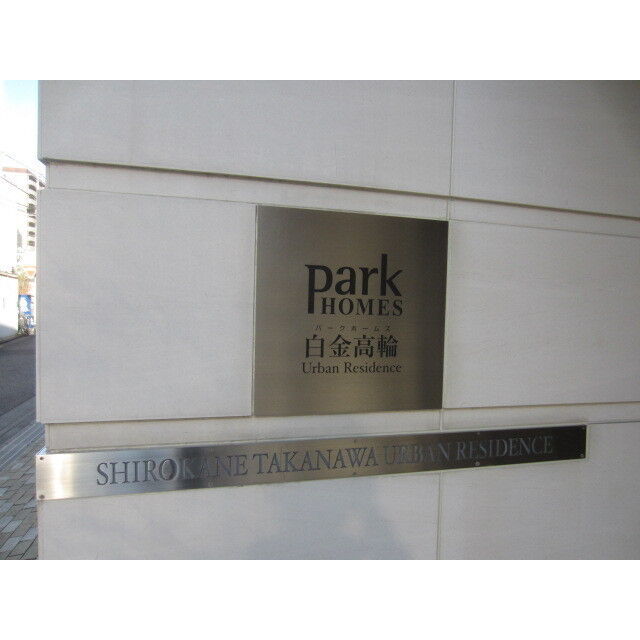 park
HOMES
パークホームズ
白金高輪
Urban Residence
SHIROKANE TAKANAWA URBAN RESIDENCE